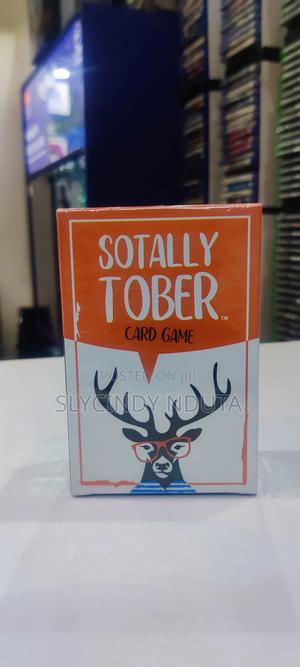 SOTALLY
TOBER™
CARD GAME
POSTED ON JIJI
SLYCINDY NDUTA